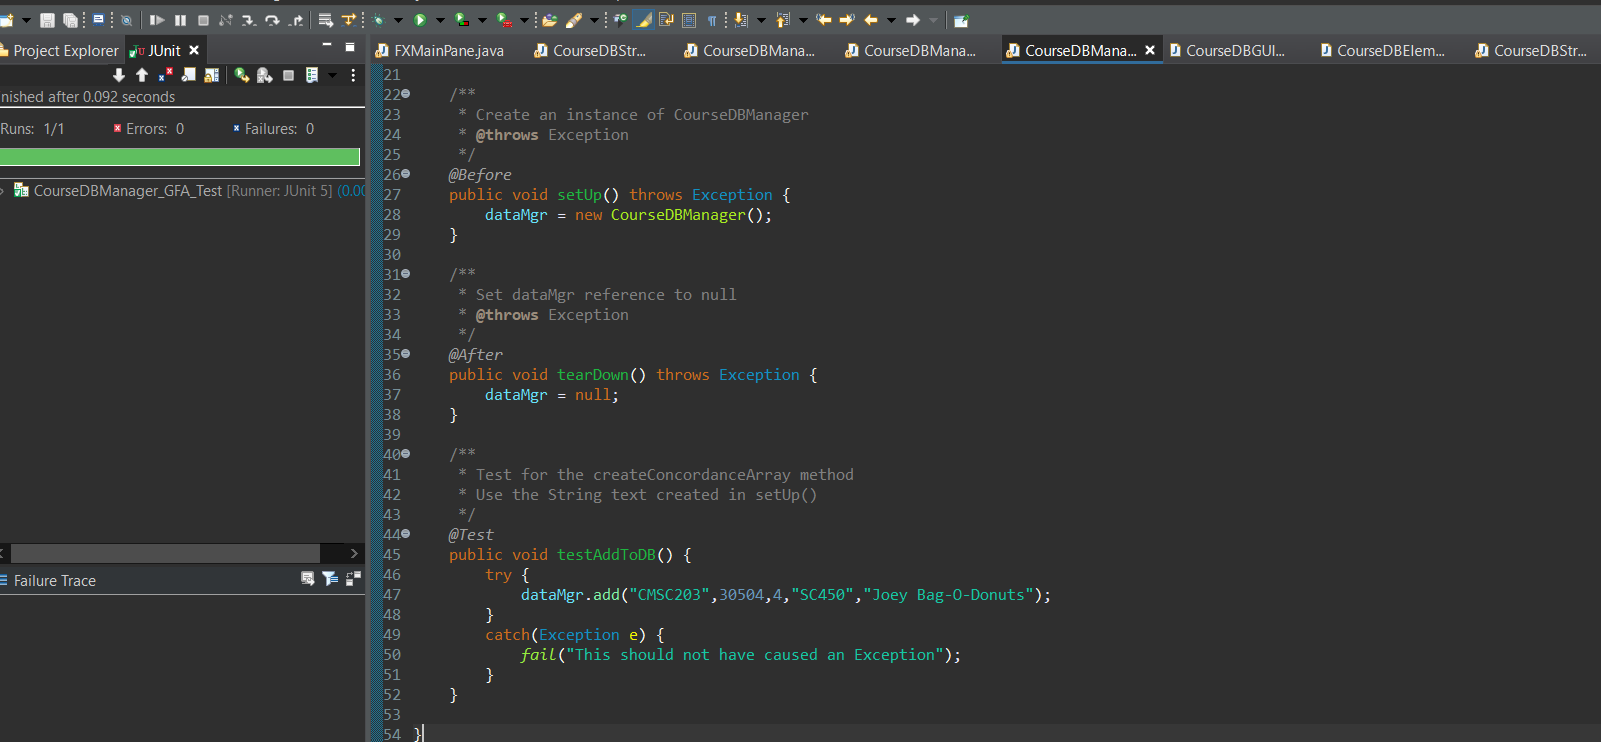 Project Explorer
JUnit
nished after 0.092 seconds
Runs: 1/1
Errors: 0
Failures: 0
CourseDBManager_GFA_Test [Runner: JUnit 5] (0.00
Failure Trace
FXMainPane.java
CourseDBStr...
CourseDBMana...
CourseDBMana...
CourseDBMana...
CourseDBGUI...
CourseDBElem...
CourseDBStr...
21
22 /**
23 * Create an instance of CourseDBManager
24 * @throws Exception
25 */
26 @Before
27 public void setUp() throws Exception {
28 dataMgr = new CourseDBManager();
29 }
30
31 /**
32 * Set dataMgr reference to null
33 * @throws Exception
34 */
35 @After
36 public void tearDown() throws Exception {
37 dataMgr = null;
38 }
39
40 /**
41 * Test for the createConcordanceArray method
42 * Use the String text created in setUp()
43 */
44 @Test
45 public void testAddToDB() {
46 try {
47 dataMgr.add("CMSC203",30504,4,"SC450","Joey Bag-O-Donuts");
48 }
49 catch(Exception e) {
50 fail("This should not have caused an Exception");
51 }
52 }
53
54 }